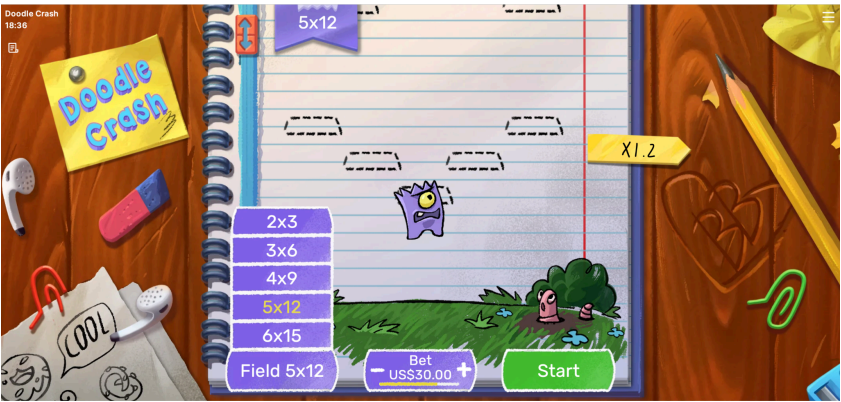 Doodle Crash
18:36
5x12
Doodle
Crash
X1.2
2x3
3x6
4x9
5x12
6x15
COOL
Field 5x12
Bet
- US$30.00 +
Start